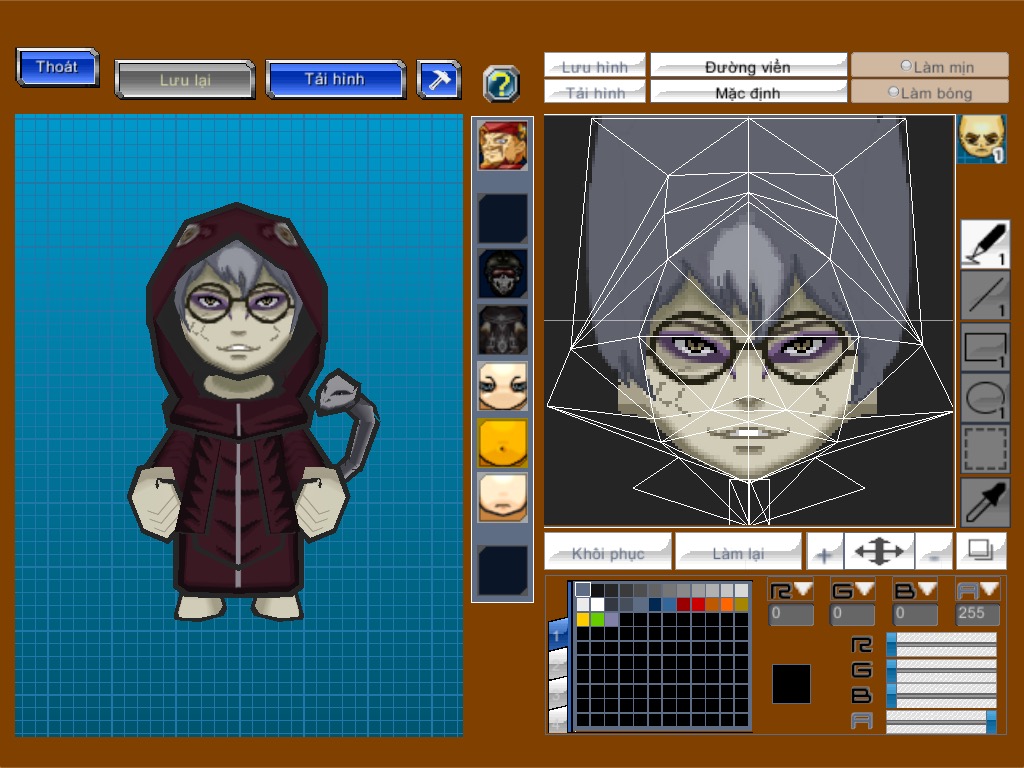 Thoát
Lưu lại
Tải hình
?
Lưu hình
Đường viền
Làm mịn
Tải hình
Mặc định
Làm bóng
1
1
1
1
1
Khôi phục
Làm lại
+
-
R G B A
0
0
0
255
1
R
G
B
A